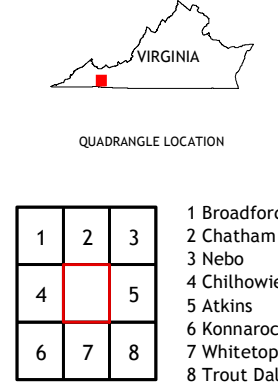 VIRGINIA
QUADRANGLE LOCATION
1 2 3
4 5
6 7 8
1 Broadford
2 Chatham
3 Nebo
4 Chilhowie
5 Atkins
6 Konnaroc
7 Whitetop
8 Trout Dal